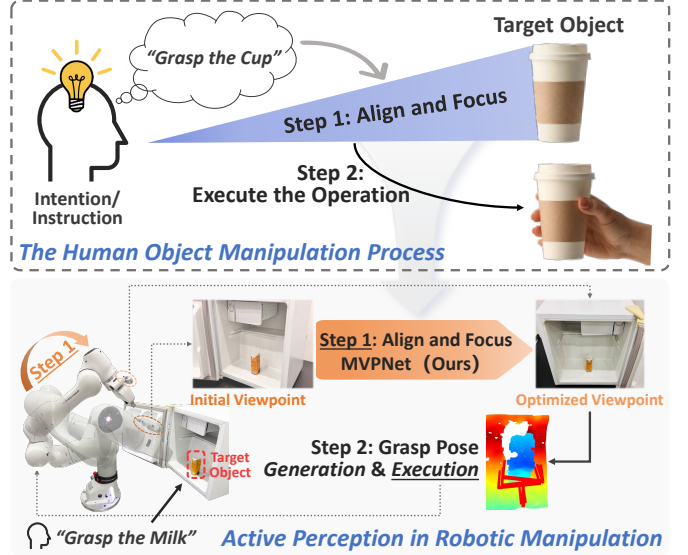 Target Object
“Grasp the Cup”
Step 1: Align and Focus
Step 2:
Execute the Operation
Intention/
Instruction
The Human Object Manipulation Process
Step 1
Step 1: Align and Focus
MVPNet (Ours)
Initial Viewpoint
Optimized Viewpoint
Target
Object
Step 2: Grasp Pose
Generation & Execution
“Grasp the Milk”
Active Perception in Robotic Manipulation